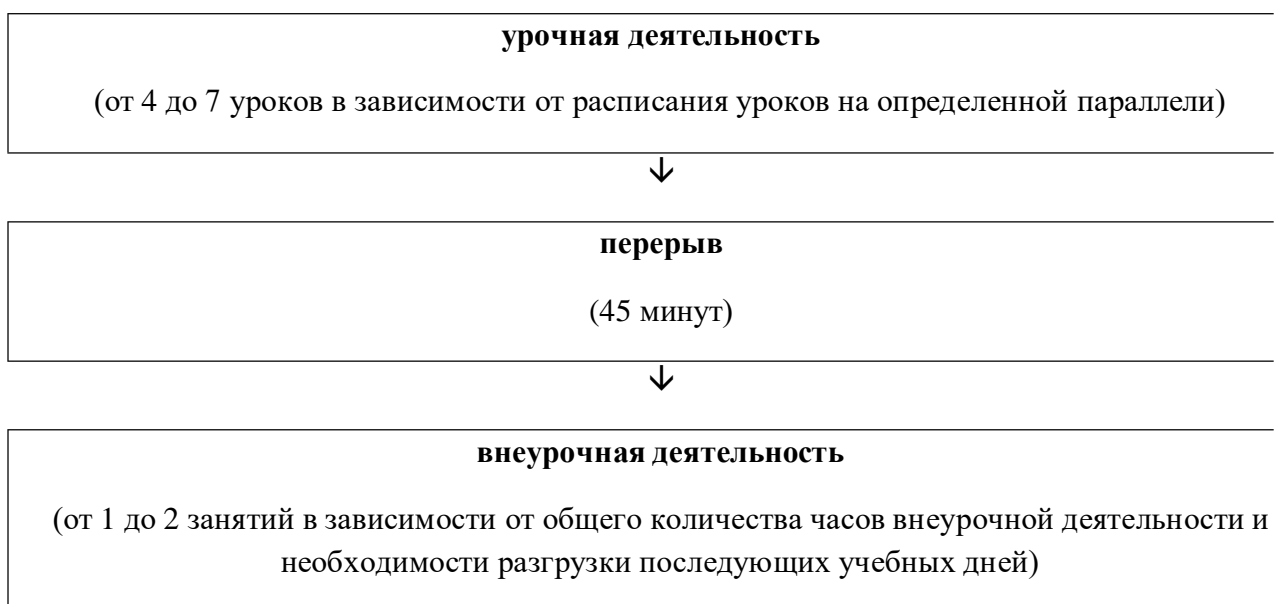 урочная деятельность
(от 4 до 7 уроков в зависимости от расписания уроков на определенной параллели)
↓
перерыв
(45 минут)
↓
внеурочная деятельность
(от 1 до 2 занятий в зависимости от общего количества часов внеурочной деятельности и
необходимости разгрузки последующих учебных дней)